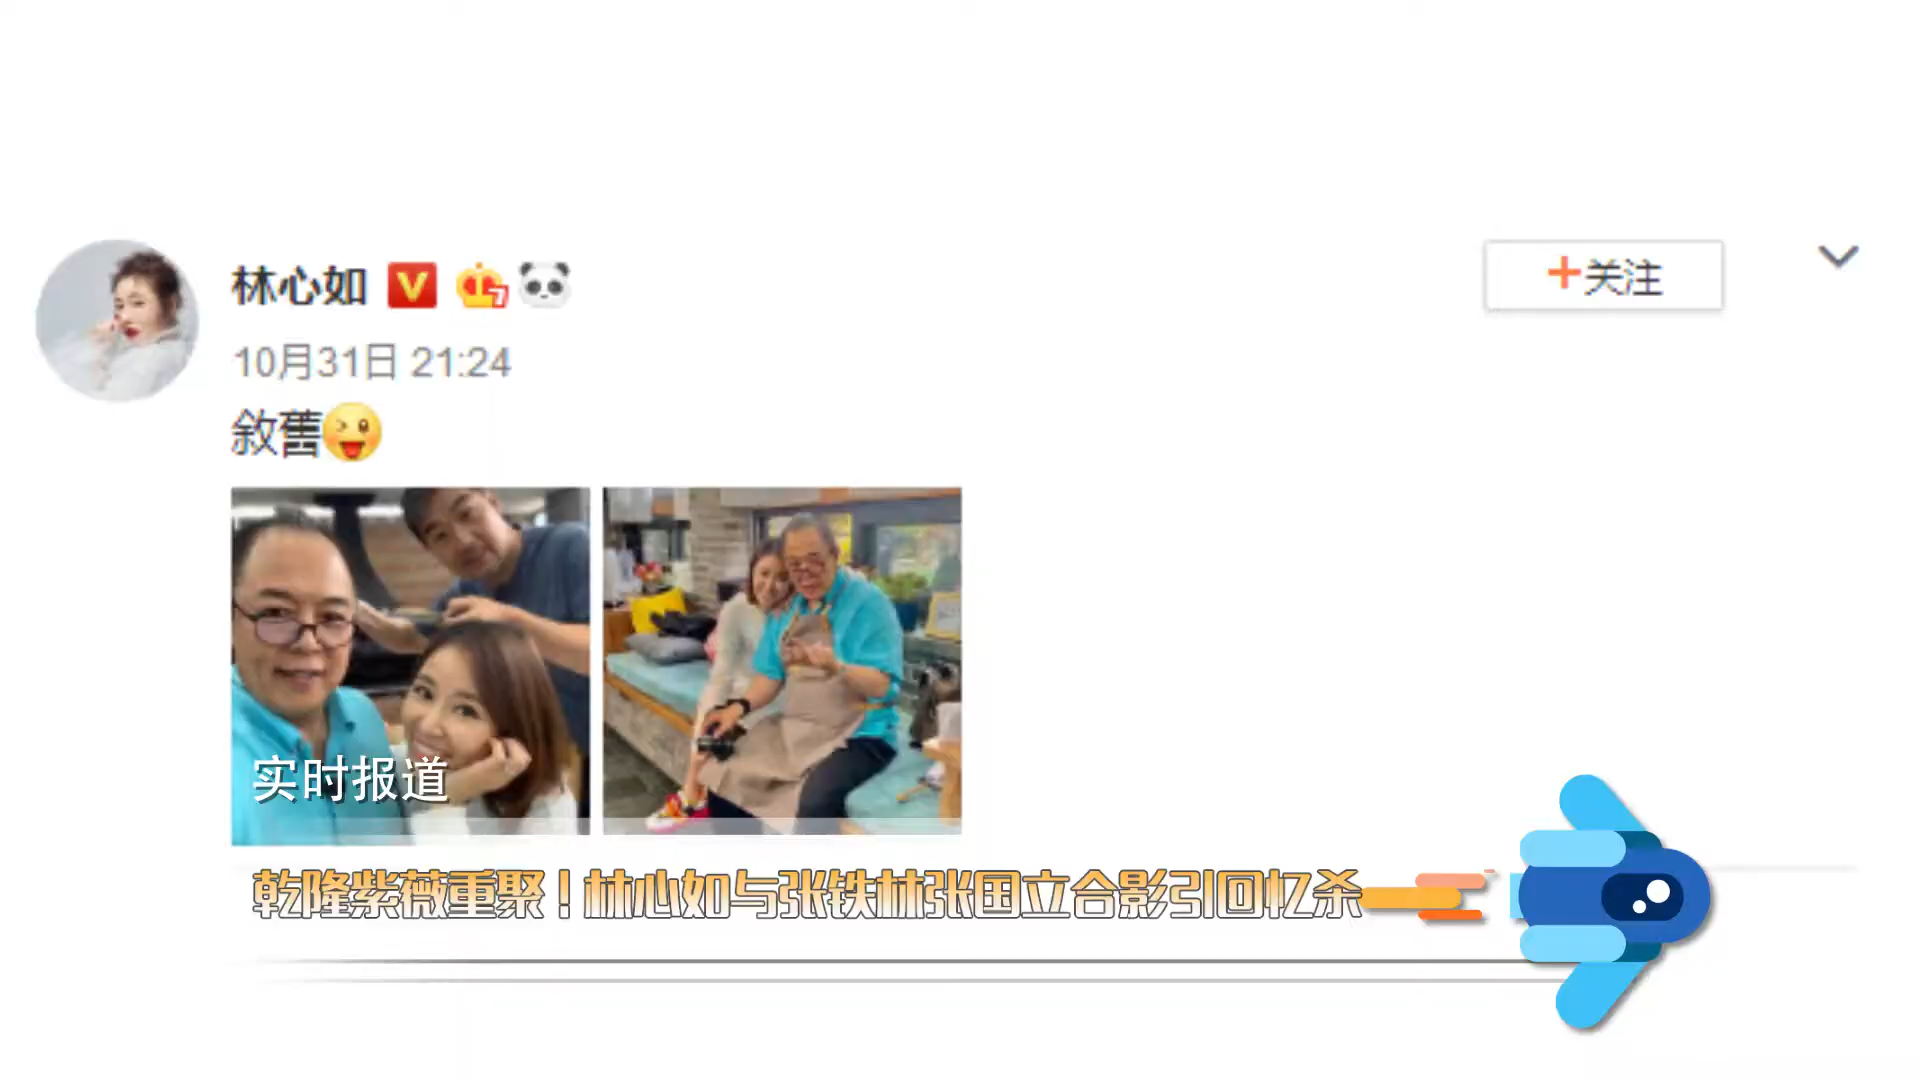 林心如
10月31日 21:24
敘舊
+关注
实时报道
乾隆紫薇重聚！林心如与张铁林张国立合影引回忆杀